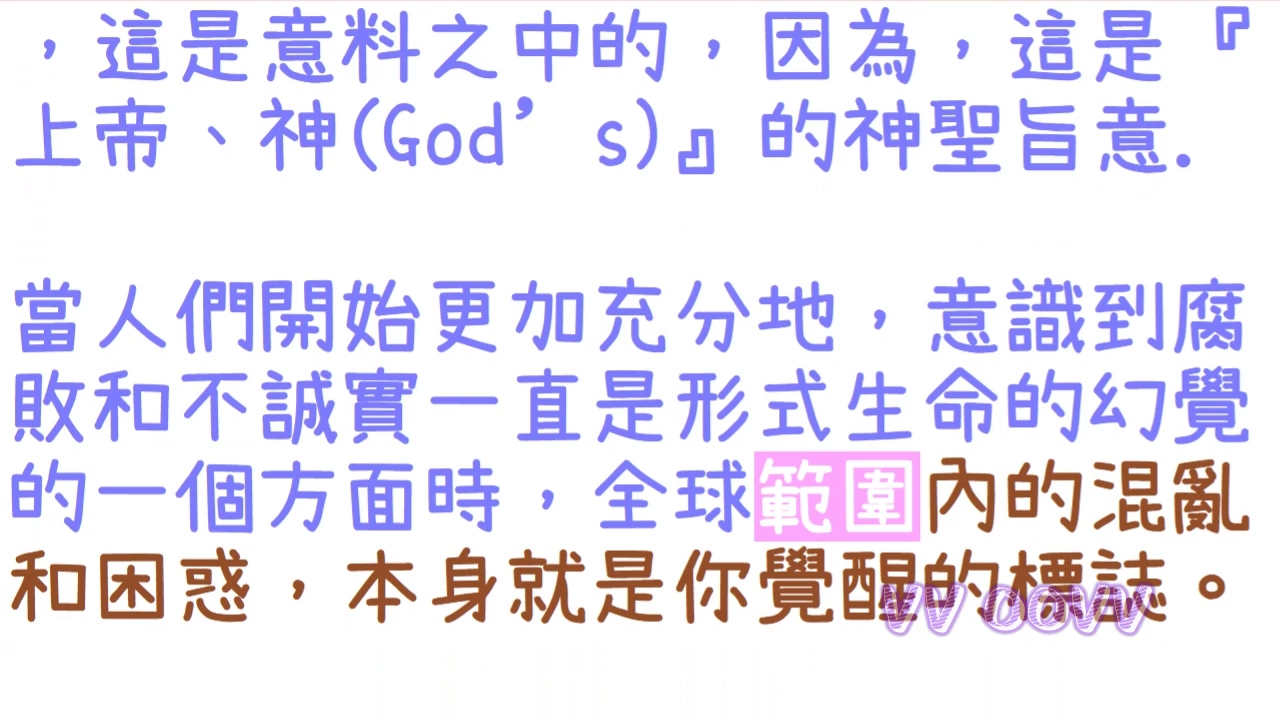 ，這是意料之中的，因為，這是『
上帝、神(God’s)』的神聖旨意.
當人們開始更加充分地，意識到腐
敗和不誠實一直是形式生命的幻覺
的一個方面時，全球範圍內的混亂
和困惑，本身就是你覺醒的標誌。
vv oovv